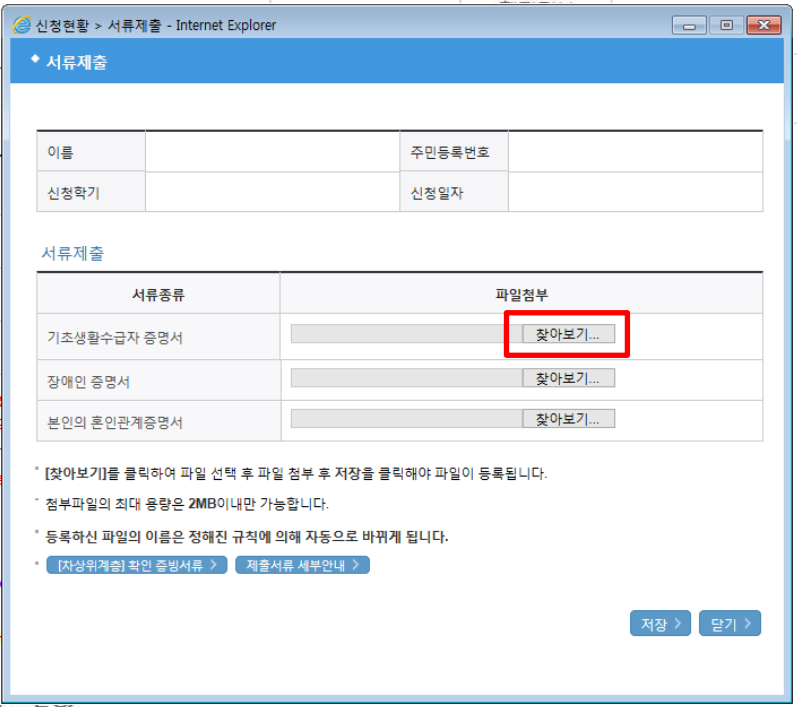 신청현황 > 서류제출 - Internet Explorer
서류제출
이름 주민등록번호
신청학기 신청일자
서류제출
서류종류 파일첨부
기초생활수급자 증명서 찾아보기...
장애인 증명서 찾아보기...
본인의 혼인관계증명서 찾아보기...
[찾아보기]를 클릭하여 파일 선택 후 파일 첨부 후 저장을 클릭해야 파일이 등록됩니다.
첨부파일의 최대 용량은 2MB이내만 가능합니다.
등록하신 파일의 이름은 정해진 규칙에 의해 자동으로 바뀌게 됩니다.
[차상위계층] 확인 증빙서류 > 제출서류 세부안내 >
저장 > 닫기 >